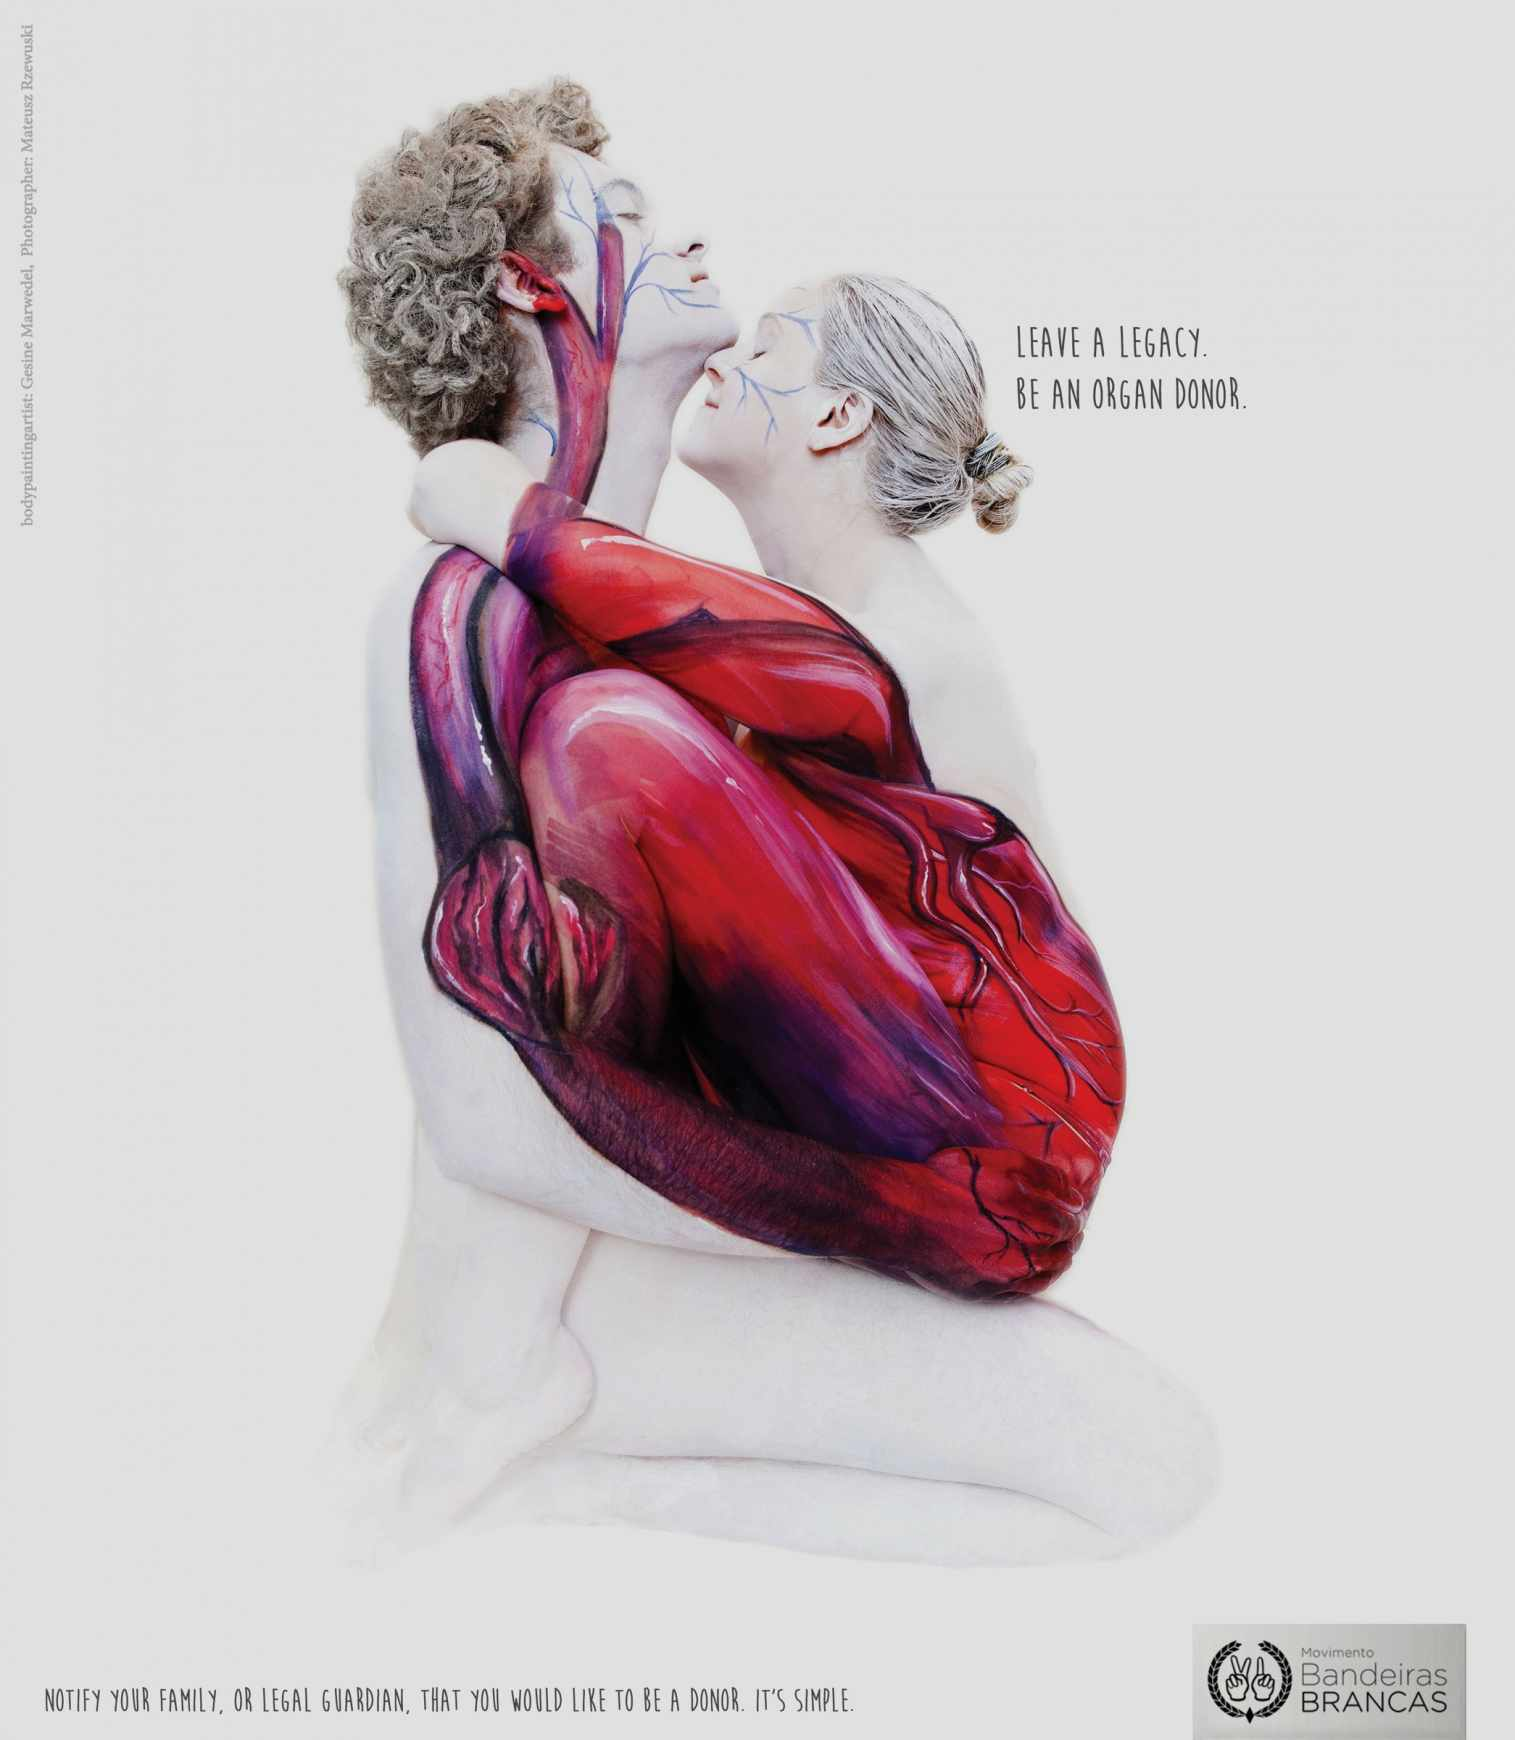 bodypaintingartist: Gesine Marwedel, Photographer: Mateusz Rzewuski
LEAVE A LEGACY.
BE AN ORGAN DONOR.
NOTIFY YOUR FAMILY, OR LEGAL GUARDIAN, THAT YOU WOULD LIKE TO BE A DONOR. IT'S SIMPLE.
Movimento
Bandeiras
BRANCAS